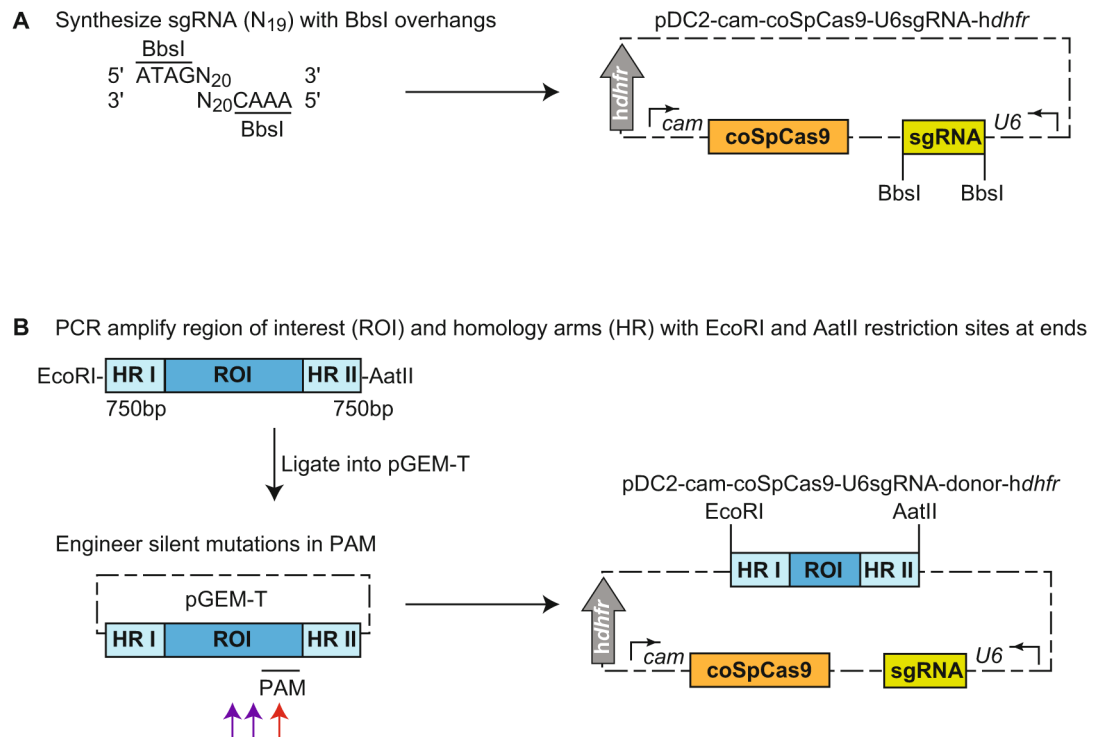 A Synthesize sgRNA (N19) with BbsI overhangs
BbsI
5' ATAGN20 3'
3' N20CAAA 5'
BbsI
pDC2-cam-coSpCas9-U6sgRNA-hdhfr
hdhfr
cam
coSpCas9
sgRNA
U6
BbsI BbsI
B PCR amplify region of interest (ROI) and homology arms (HR) with EcoRI and AatII restriction sites at ends
EcoRI- HR I ROI HR II -AatII
750bp 750bp
Ligate into pGEM-T
Engineer silent mutations in PAM
pGEM-T
HR I ROI HR II
PAM
pDC2-cam-coSpCas9-U6sgRNA-donor-hdhfr
EcoRI AatII
HR I ROI HR II
hdhfr
cam
coSpCas9
sgRNA
U6